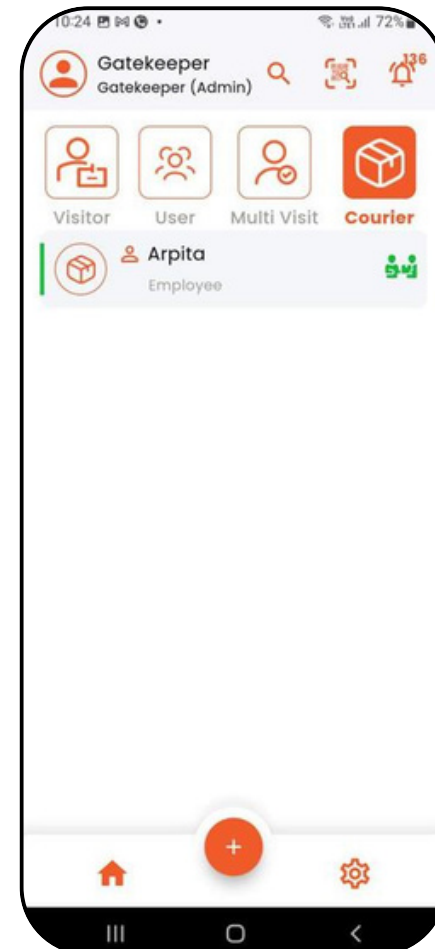 10:24 72%
Gatekeeper
Gatekeeper (Admin)
136
Visitor User Multi Visit Courier
Arpita
Employee
+